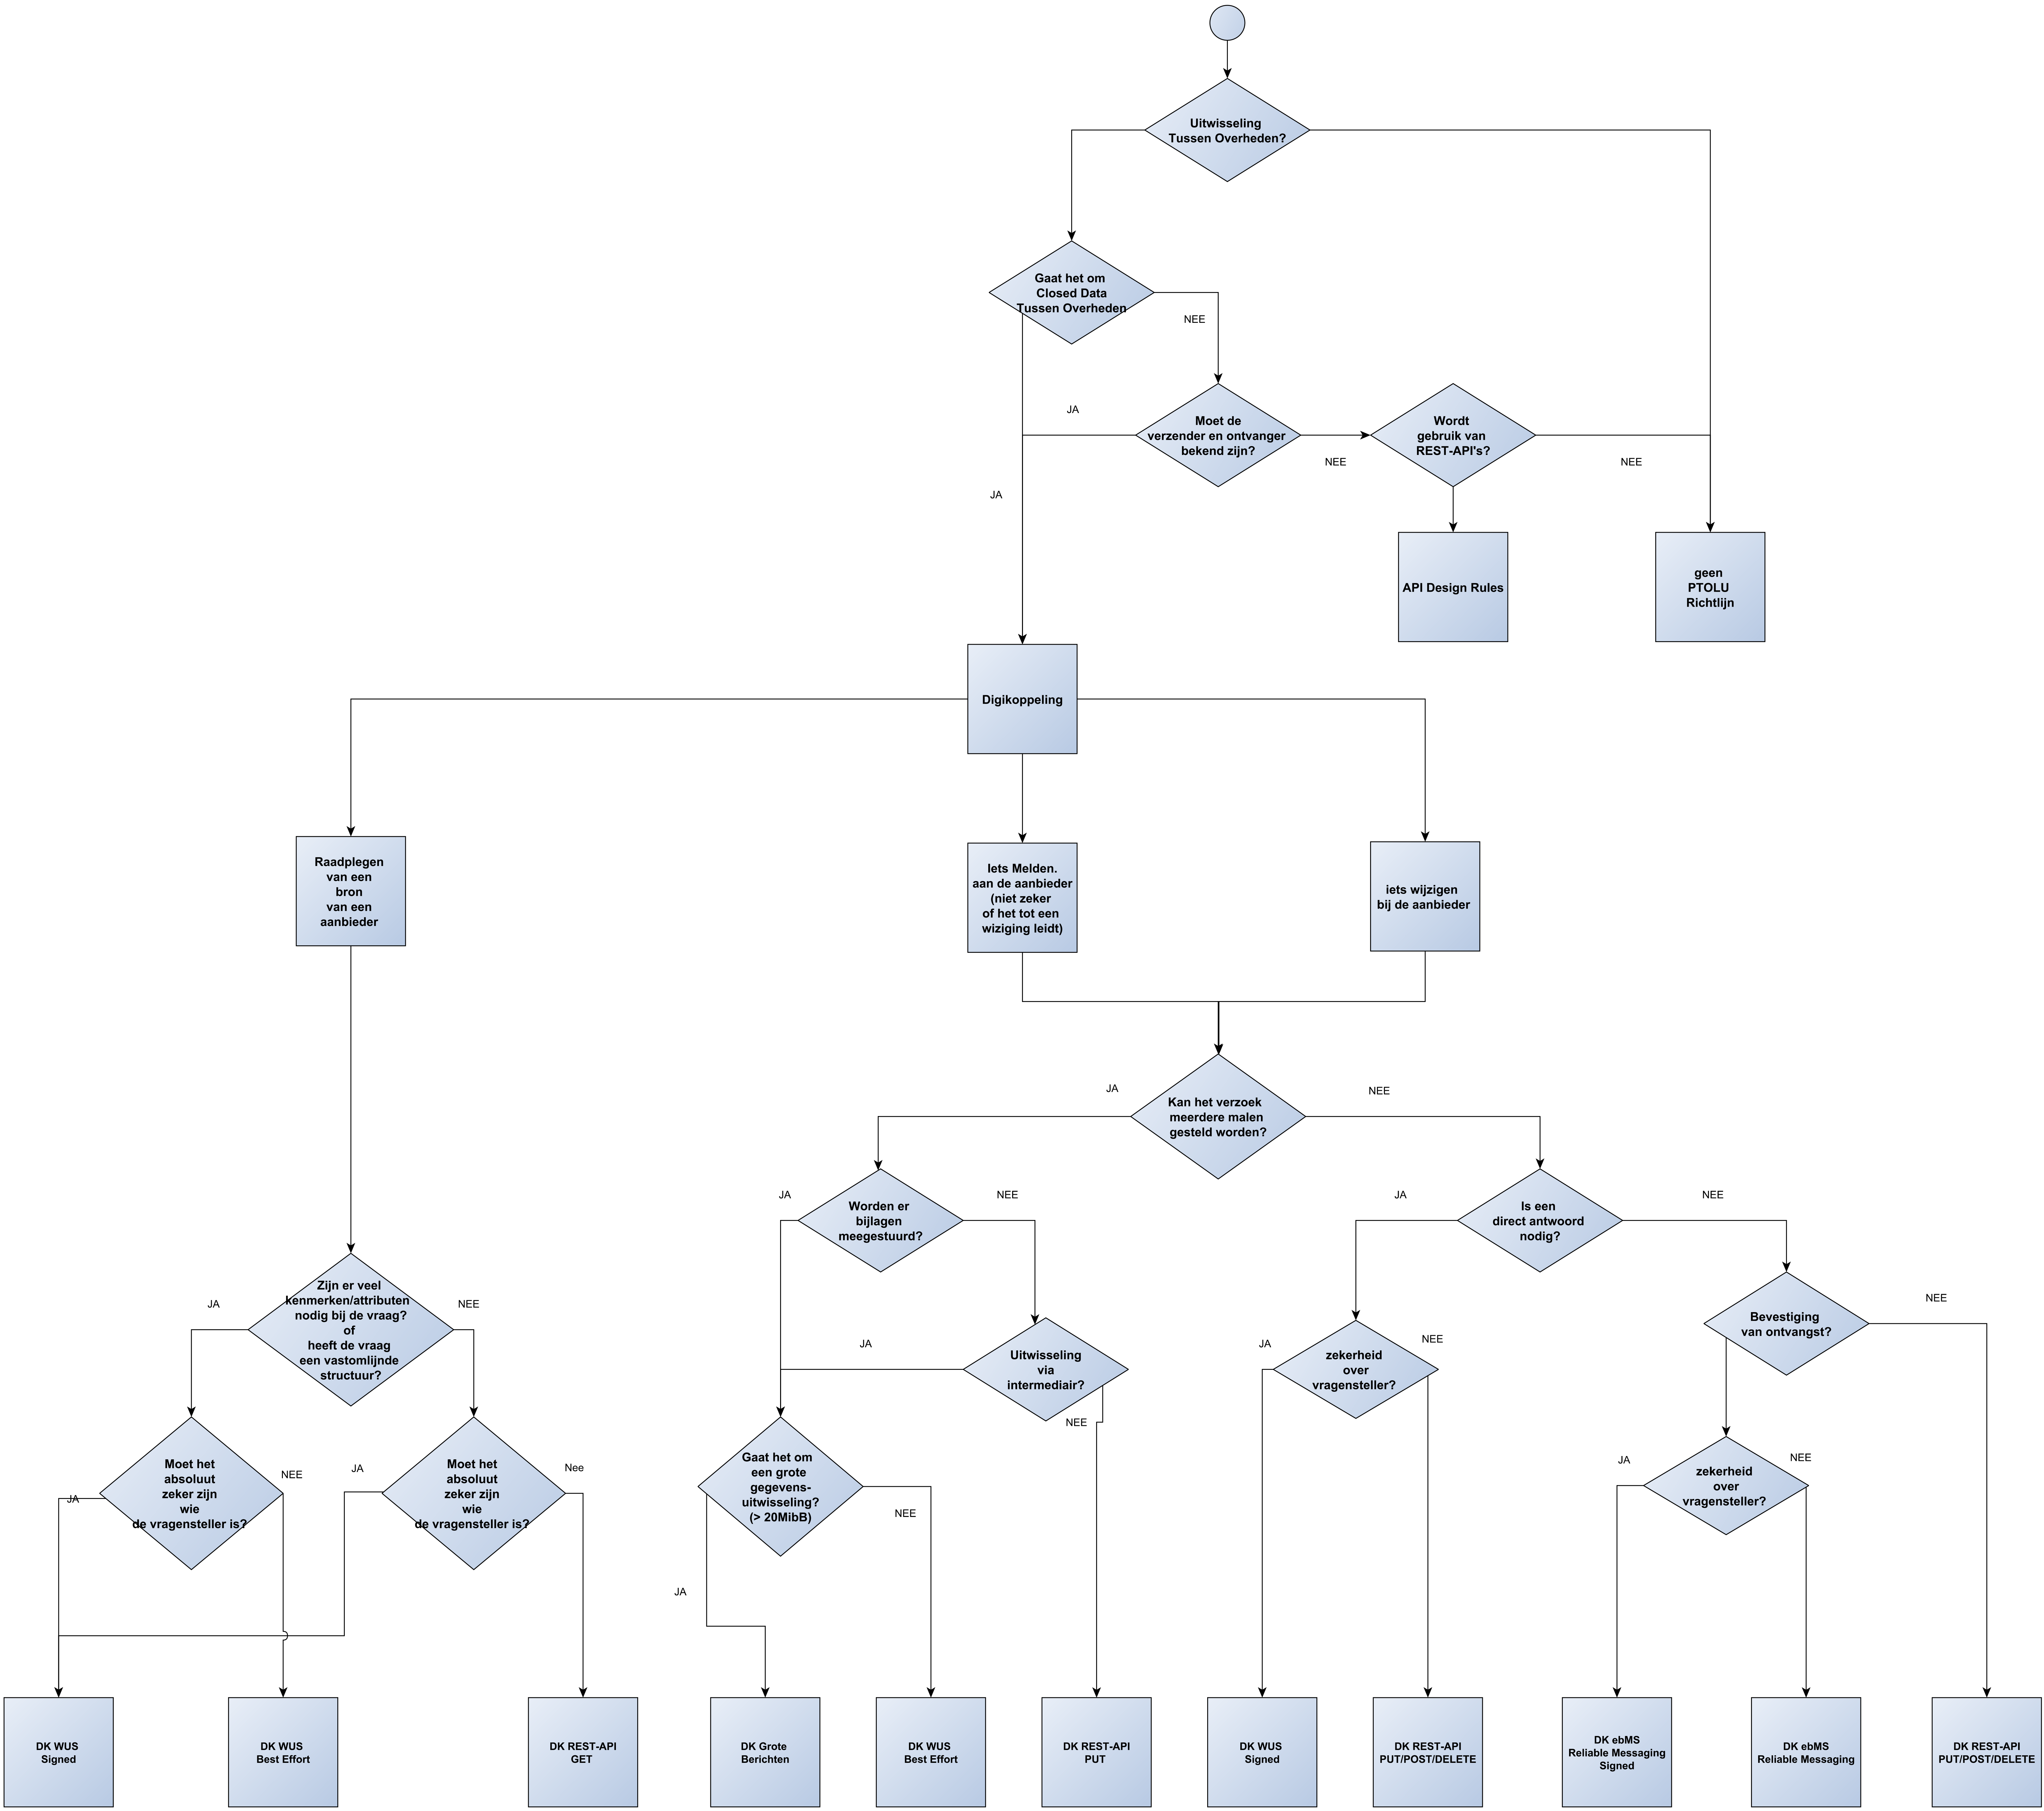 Uitwisseling
Tussen Overheden?
Gaat het om
Closed Data
Tussen Overheden
NEE
JA
Moet de
verzender en ontvanger
bekend zijn?
NEE
Wordt
gebruik van
REST-API's?
NEE
JA
API Design Rules
geen
PTOLU
Richtlijn
Digikoppeling
Raadplegen
van een
bron
van een
aanbieder
Iets Melden.
aan de aanbieder
(niet zeker
of het tot een
wiziging leidt)
iets wijzigen
bij de aanbieder
JA
Kan het verzoek
meerdere malen
gesteld worden?
NEE
JA
Worden er
bijlagen
meegestuurd?
NEE
JA
Is een
direct antwoord
nodig?
NEE
JA
Zijn er veel
kenmerken/attributen
nodig bij de vraag?
of
heeft de vraag
een vastomlijnde
structuur?
NEE
JA
Uitwisseling
via
intermediair?
NEE
JA
zekerheid
over
vragensteller?
NEE
Bevestiging
van ontvangst?
NEE
JA
Moet het
absoluut
zeker zijn
wie
de vragensteller is?
NEE
JA
Moet het
absoluut
zeker zijn
wie
de vragensteller is?
Nee
Gaat het om
een grote
gegevens-
uitwisseling?
(> 20MibB)
NEE
JA
JA
zekerheid
over
vragensteller?
NEE
DK WUS
Signed
DK WUS
Best Effort
DK REST-API
GET
DK Grote
Berichten
DK WUS
Best Effort
DK REST-API
PUT
DK WUS
Signed
DK REST-API
PUT/POST/DELETE
DK ebMS
Reliable Messaging
Signed
DK ebMS
Reliable Messaging
DK REST-API
PUT/POST/DELETE